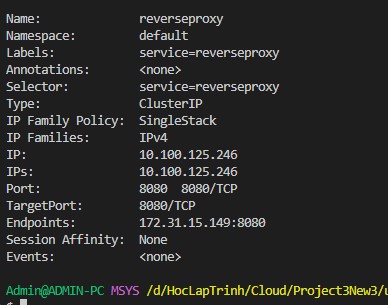 Name:              reverseproxy
Namespace:         default
Labels:            service=reverseproxy
Annotations:       <none>
Selector:          service=reverseproxy
Type:              ClusterIP
IP Family Policy:  SingleStack
IP Families:       IPv4
IP:                10.100.125.246
IPs:               10.100.125.246
Port:              8080  8080/TCP
TargetPort:        8080/TCP
Endpoints:         172.31.15.149:8080
Session Affinity:  None
Events:            <none>
Admin@ADMIN-PC MSYS /d/HocLapTrinh/Cloud/Project3New3/u
$